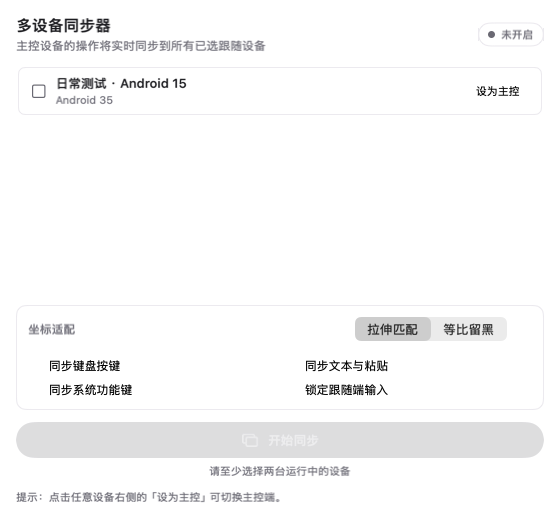 多设备同步器
主控设备的操作将实时同步到所有已选跟随设备
未开启
日常测试 · Android 15
Android 35
设为主控
坐标适配
拉伸匹配
等比留黑
同步键盘按键
同步文本与粘贴
同步系统功能键
锁定跟随端输入
开始同步
请至少选择两台运行中的设备
提示：点击任意设备右侧的「设为主控」可切换主控端。